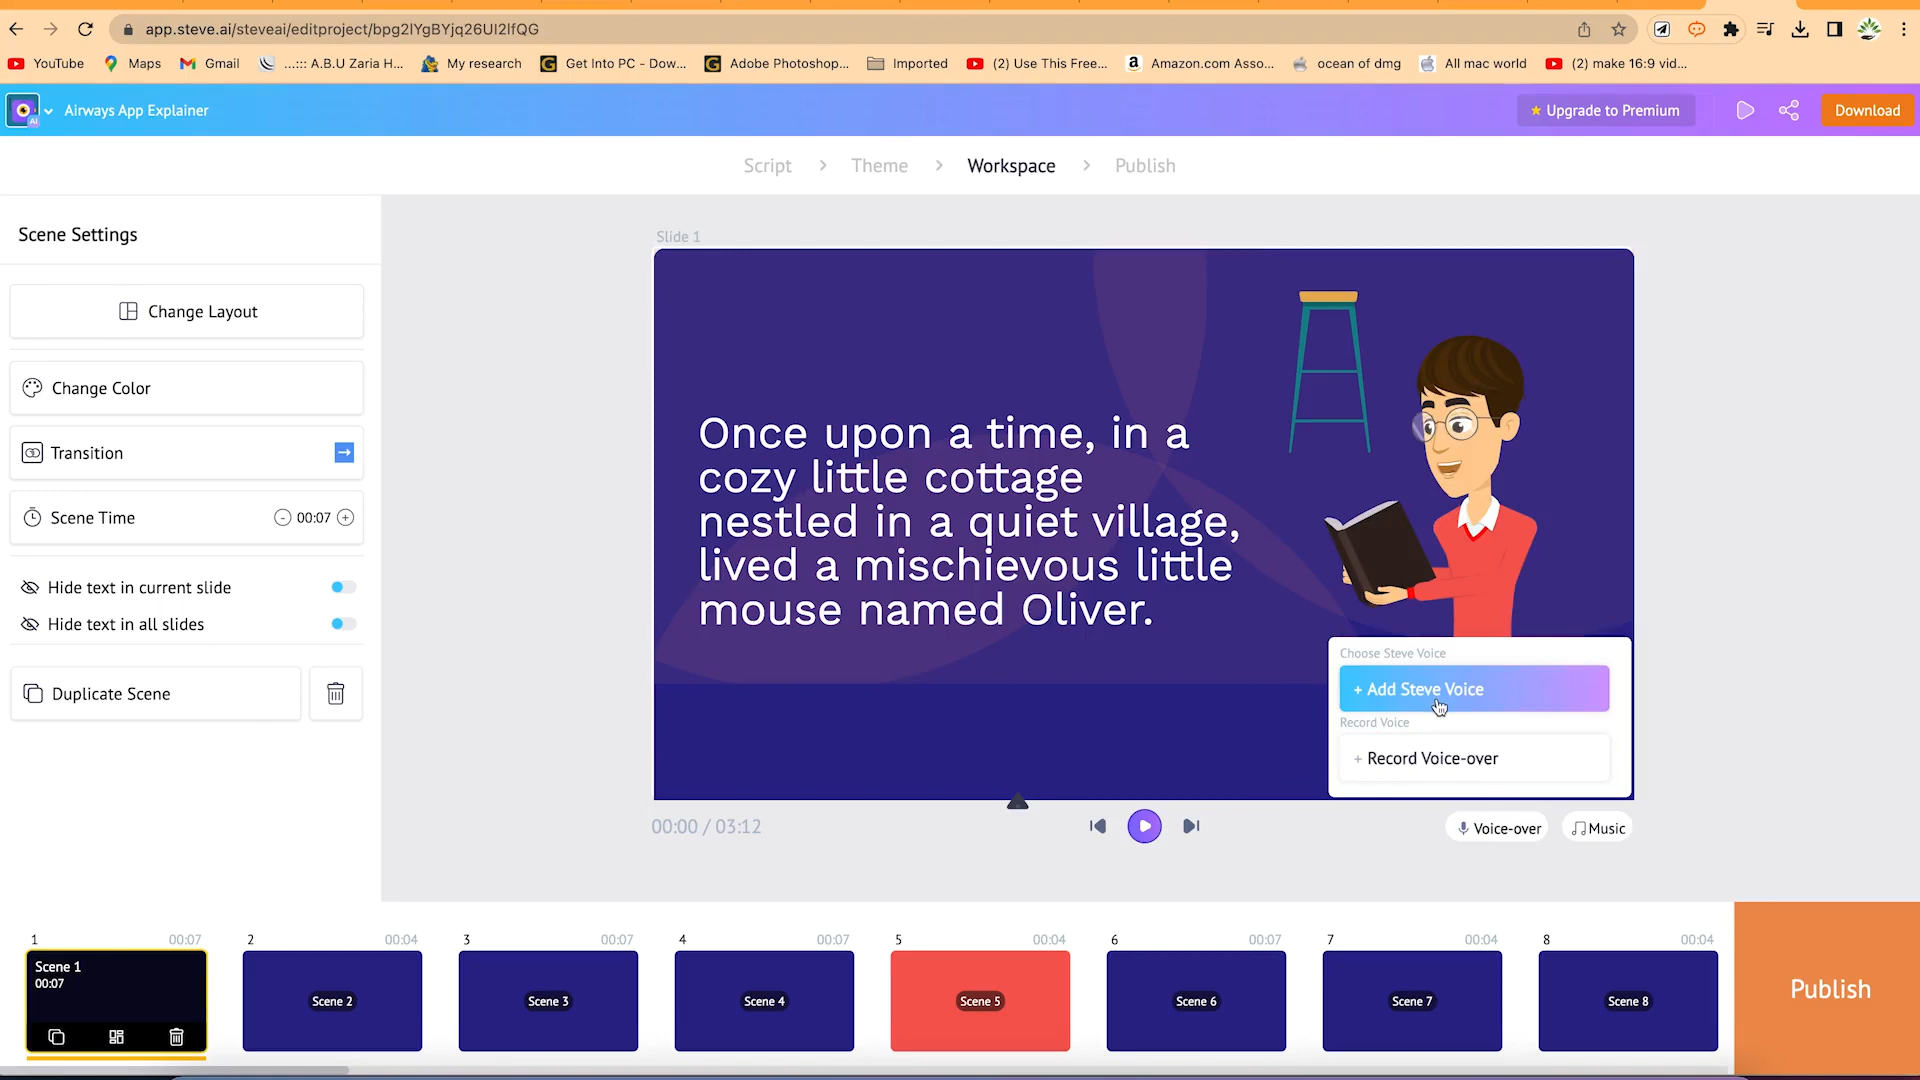 app.steve.ai/steveai/editproject/bpg2lYgBYjq26UI2lfQG
YouTube
Maps
Gmail
...::: A.B.U Zaria H...
My research
Get Into PC - Dow...
Adobe Photoshop...
Imported
(2) Use This Free...
a
Amazon.com Asso...
ocean of dmg
All mac world
(2) make 16:9 vid...
AI
Airways App Explainer
Upgrade to Premium
Download
Script
Theme
Workspace
Publish
Scene Settings
Change Layout
Change Color
Transition
Scene Time
- 00:07 +
Hide text in current slide
Hide text in all slides
Duplicate Scene
Slide 1
Once upon a time, in a
cozy little cottage
nestled in a quiet village,
lived a mischievous little
mouse named Oliver.
Choose Steve Voice
+ Add Steve Voice
Record Voice
+ Record Voice-over
00:00 / 03:12
Voice-over
Music
1 00:07
Scene 1
00:07
2 00:04
Scene 2
3 00:07
Scene 3
4 00:07
Scene 4
5 00:04
Scene 5
6 00:07
Scene 6
7 00:04
Scene 7
8 00:04
Scene 8
Publish